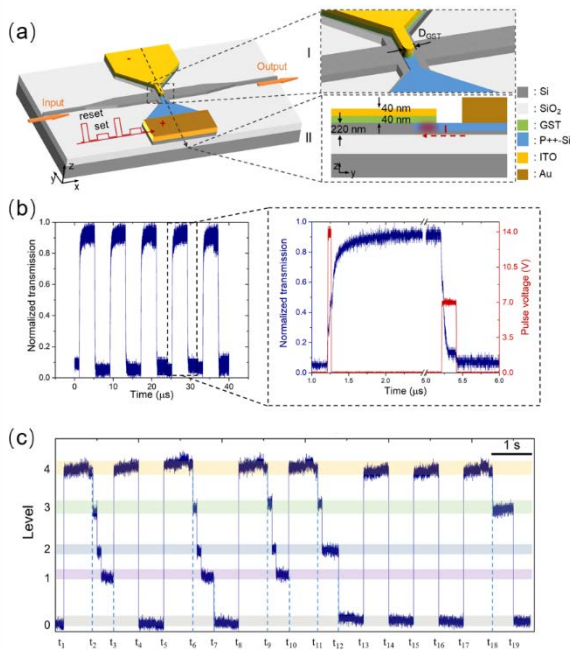 (a)
D_GST
I
Output
Input
reset
set
II
z
y
x
40 nm
40 nm
220 nm
z
y
: Si
: SiO₂
: GST
: P++-Si
: ITO
: Au
(b)
Normalized transmission
1.0
0.8
0.6
0.4
0.2
0.0
0
10
20
30
40
Time (μs)
Normalized transmission
1.0
0.8
0.6
0.4
0.2
0.0
1.0
1.5
2.0
5.0
5.5
6.0
Time (μs)
14.0
10.5
7.0
3.5
0.0
Pulse voltage (V)
(c)
1 s
Level
4
3
2
1
0
t₁ t₂ t₃ t₄ t₅ t₆ t₇ t₈ t₉ t₁₀ t₁₁ t₁₂ t₁₃ t₁₄ t₁₅ t₁₆ t₁₇ t₁₈ t₁₉